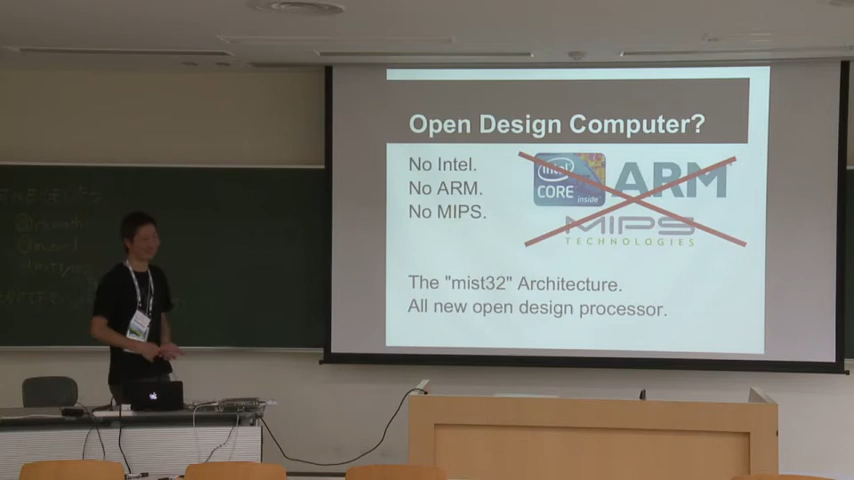 Open Design Computer?
No Intel.
No ARM.
No MIPS.
intel
CORE
inside
ARM
MIPS
TECHNOLOGIES
The "mist32" Architecture.
All new open design processor.